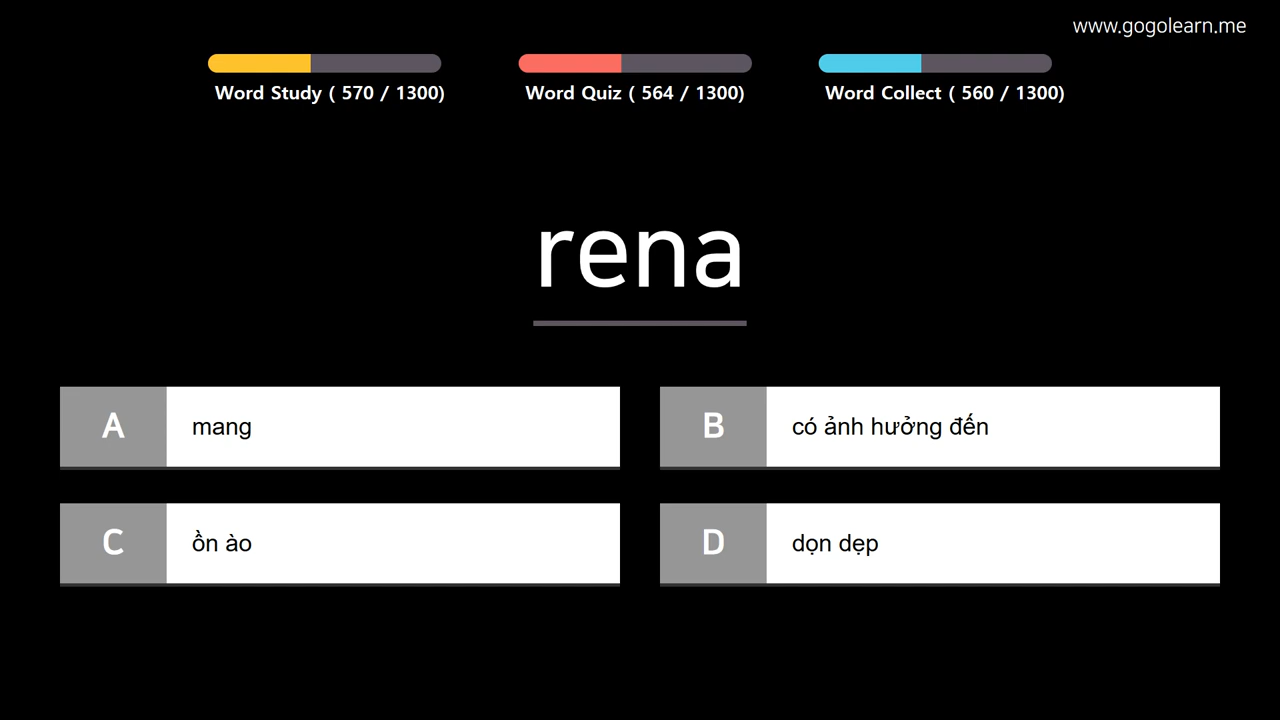 www.gogolearn.me
Word Study ( 570 / 1300)
Word Quiz ( 564 / 1300)
Word Collect ( 560 / 1300)
rena
A mang
B có ảnh hưởng đến
C ồn ào
D dọn dẹp